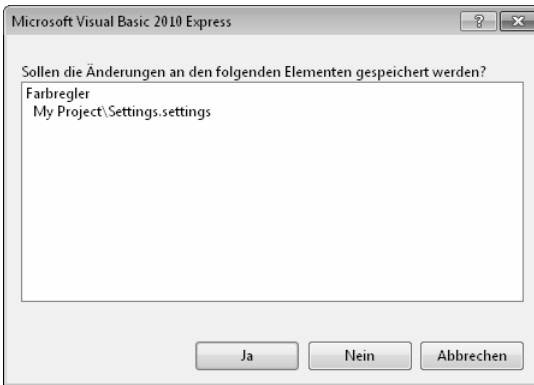 Microsoft Visual Basic 2010 Express
Sollen die Änderungen an den folgenden Elementen gespeichert werden?
Farbregler
My Project\Settings.settings
Ja Nein Abbrechen